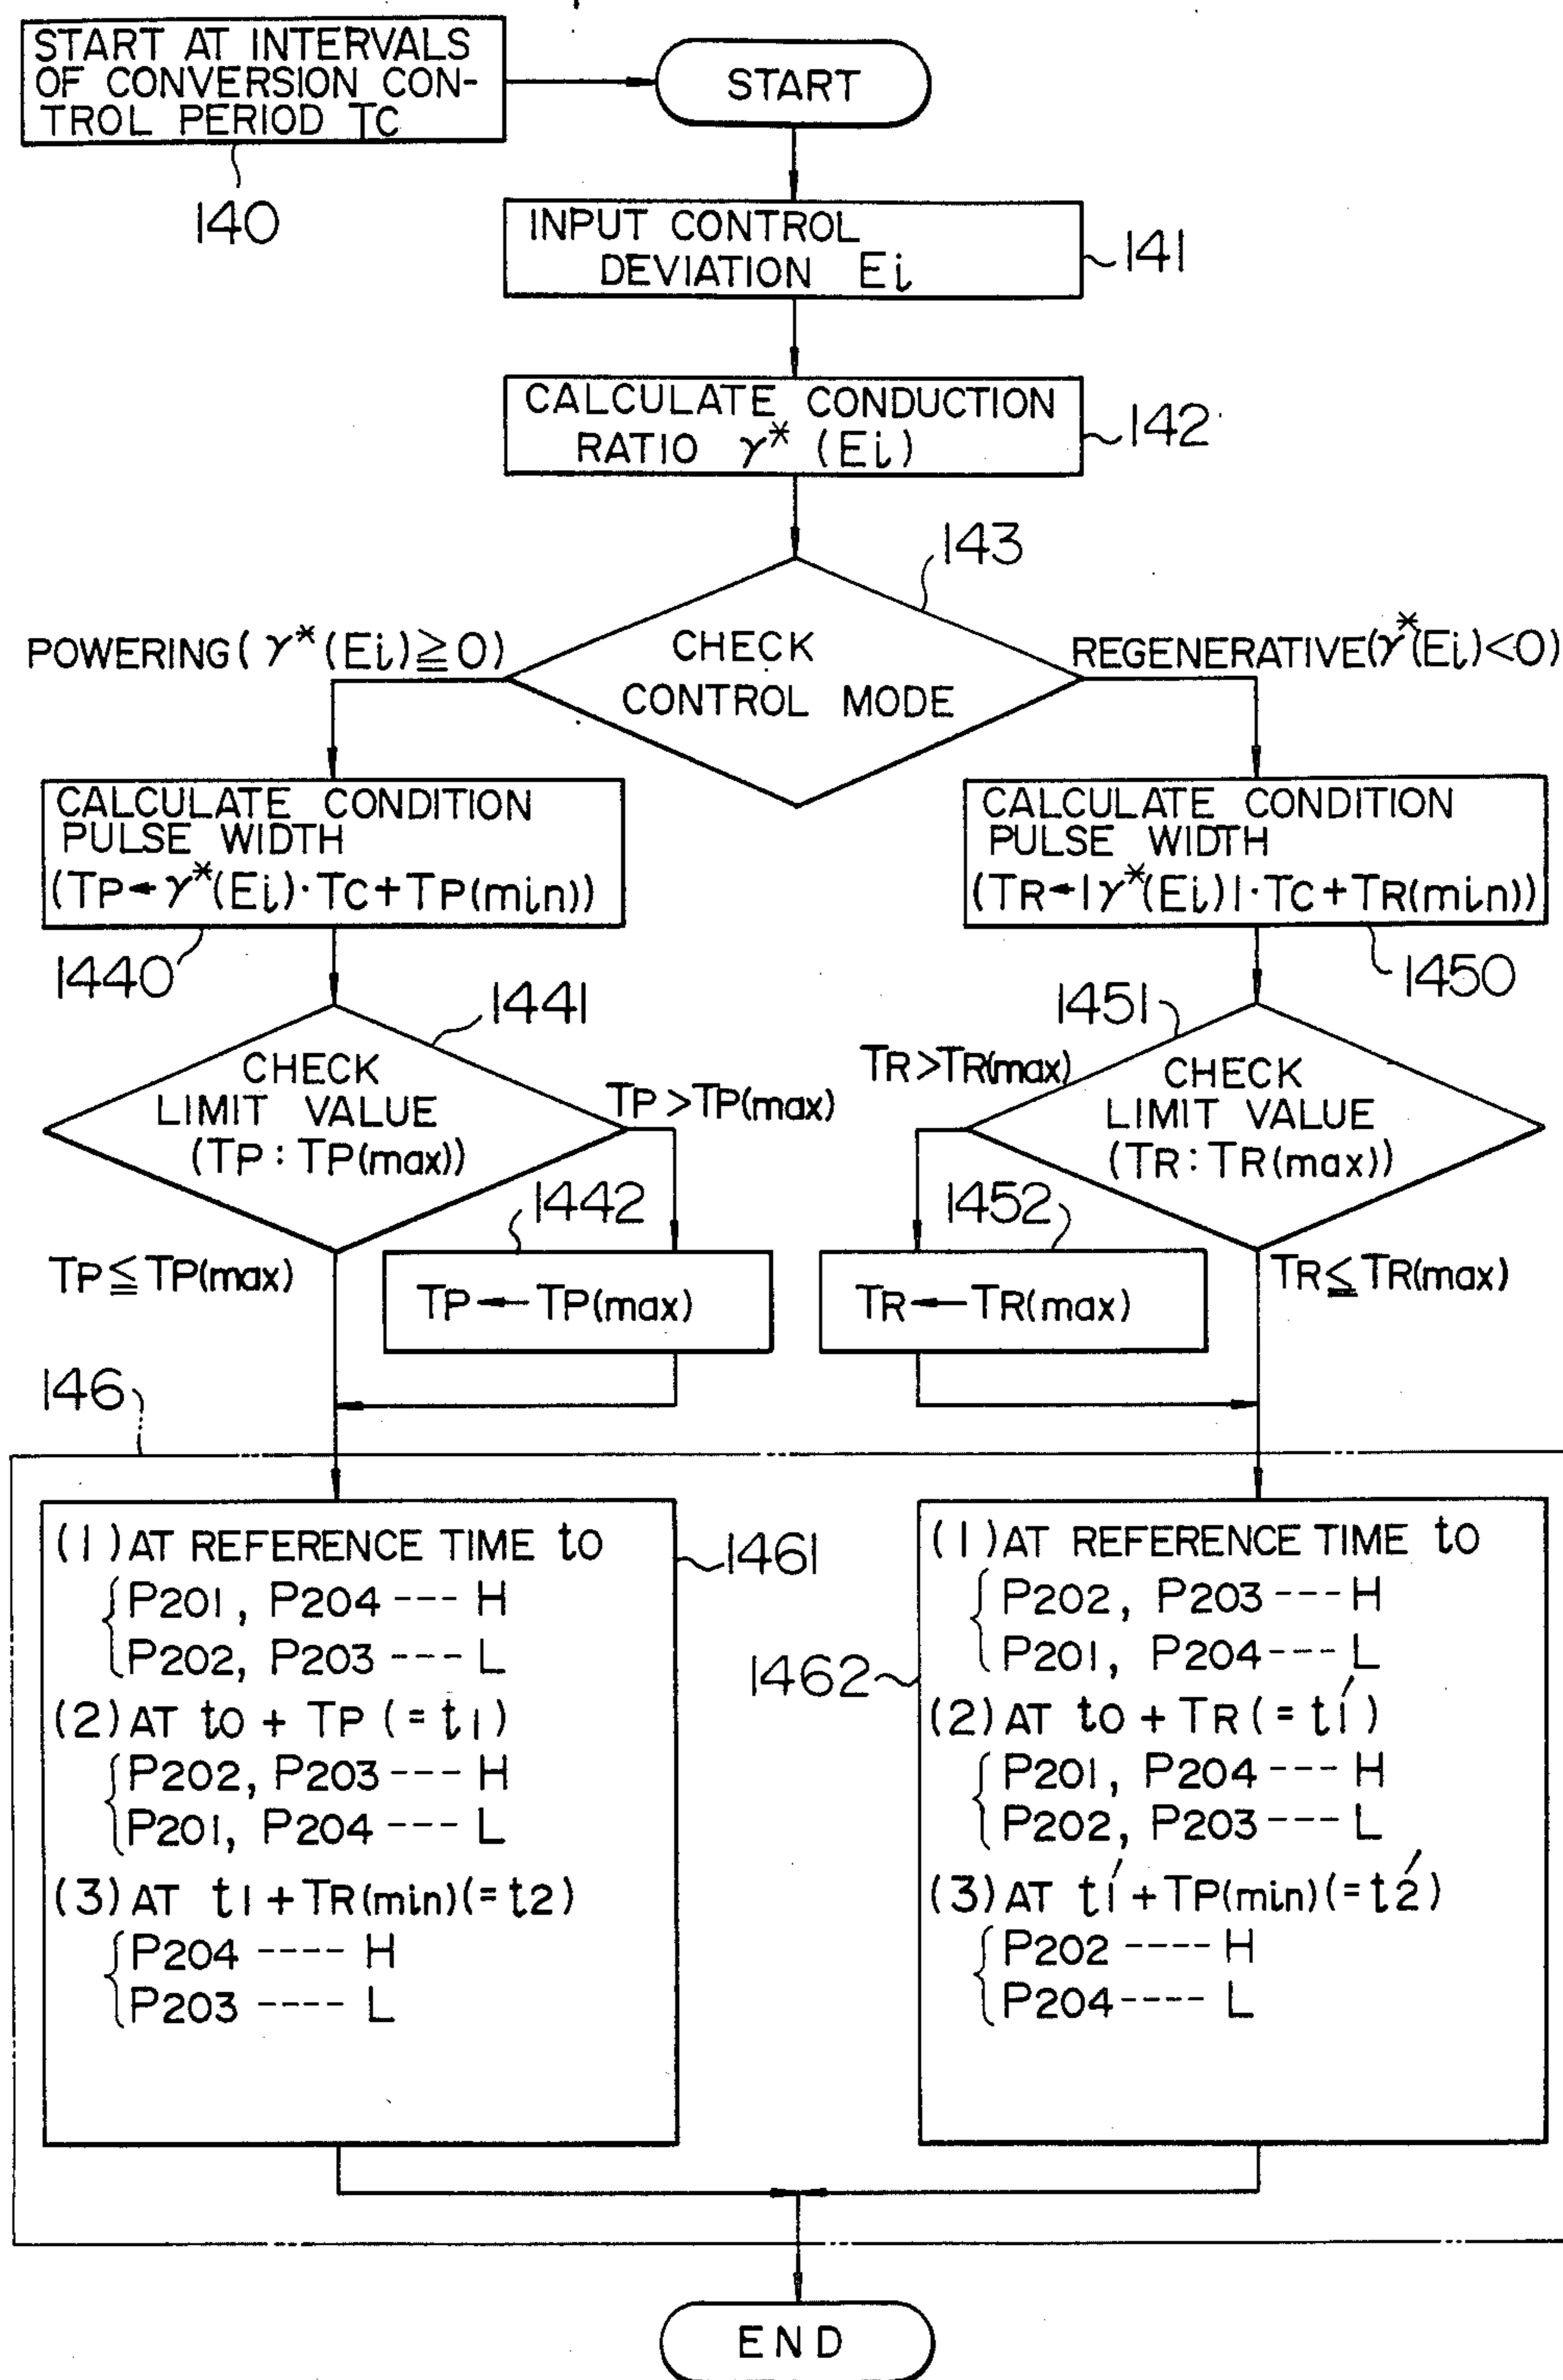 START AT INTERVALS
OF CONVERSION CON-
TROL PERIOD TC
START
140
INPUT CONTROL
DEVIATION Ei
141
CALCULATE CONDUCTION
RATIO γ* (Ei)
142
143
POWERING(γ*(Ei)≧0)
CHECK
CONTROL MODE
REGENERATIVE(γ*(Ei)<0)
CALCULATE CONDITION
PULSE WIDTH
(TP←γ*(Ei)·TC+TP(min))
1440
CALCULATE CONDITION
PULSE WIDTH
(TR←|γ*(Ei)|·TC+TR(min))
1450
1441
CHECK
LIMIT VALUE
(TP:TP(max))
TP>TP(max)
1451
TR>TR(max)
CHECK
LIMIT VALUE
(TR:TR(max))
1442
1452
TP≦TP(max)
TP←TP(max)
TR←TR(max)
TR≦TR(max)
146
(1)AT REFERENCE TIME to
P201, P204 --- H
P202, P203 --- L
(2)AT to + TP (=t1)
P202, P203 --- H
P201, P204 --- L
(3)AT t1+TR(min)(=t2)
P204 ---- H
P203 ---- L
1461
1462
(1)AT REFERENCE TIME to
P202, P203 --- H
P201, P204 --- L
(2)AT to + TR (=t1')
P201, P204 --- H
P202, P203 --- L
(3)AT t1'+TP(min)(=t2')
P202 ---- H
P204 ---- L
END